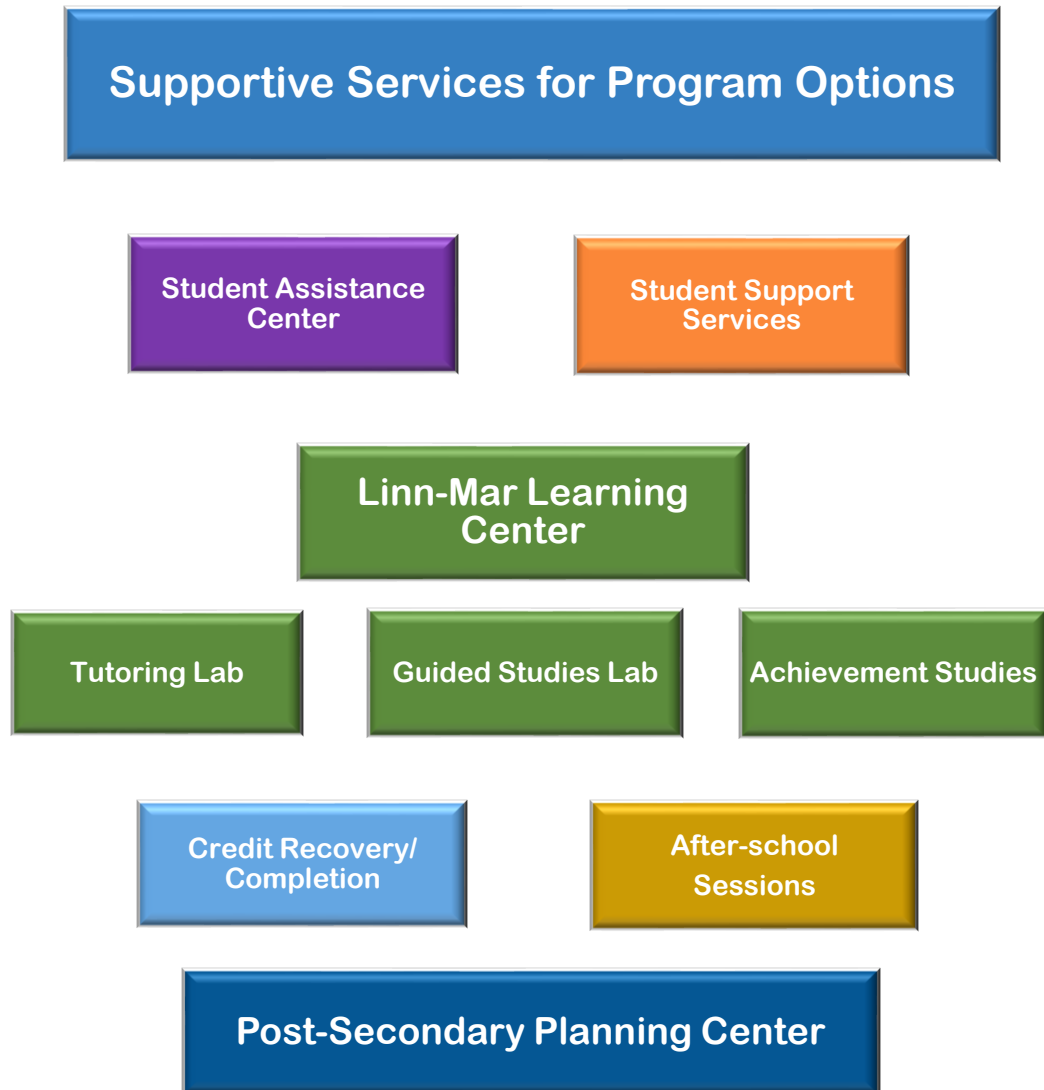 Supportive Services for Program Options
Student Assistance
Center
Student Support
Services
Linn-Mar Learning
Center
Tutoring Lab
Guided Studies Lab
Achievement Studies
Credit Recovery/
Completion
After-school
Sessions
Post-Secondary Planning Center